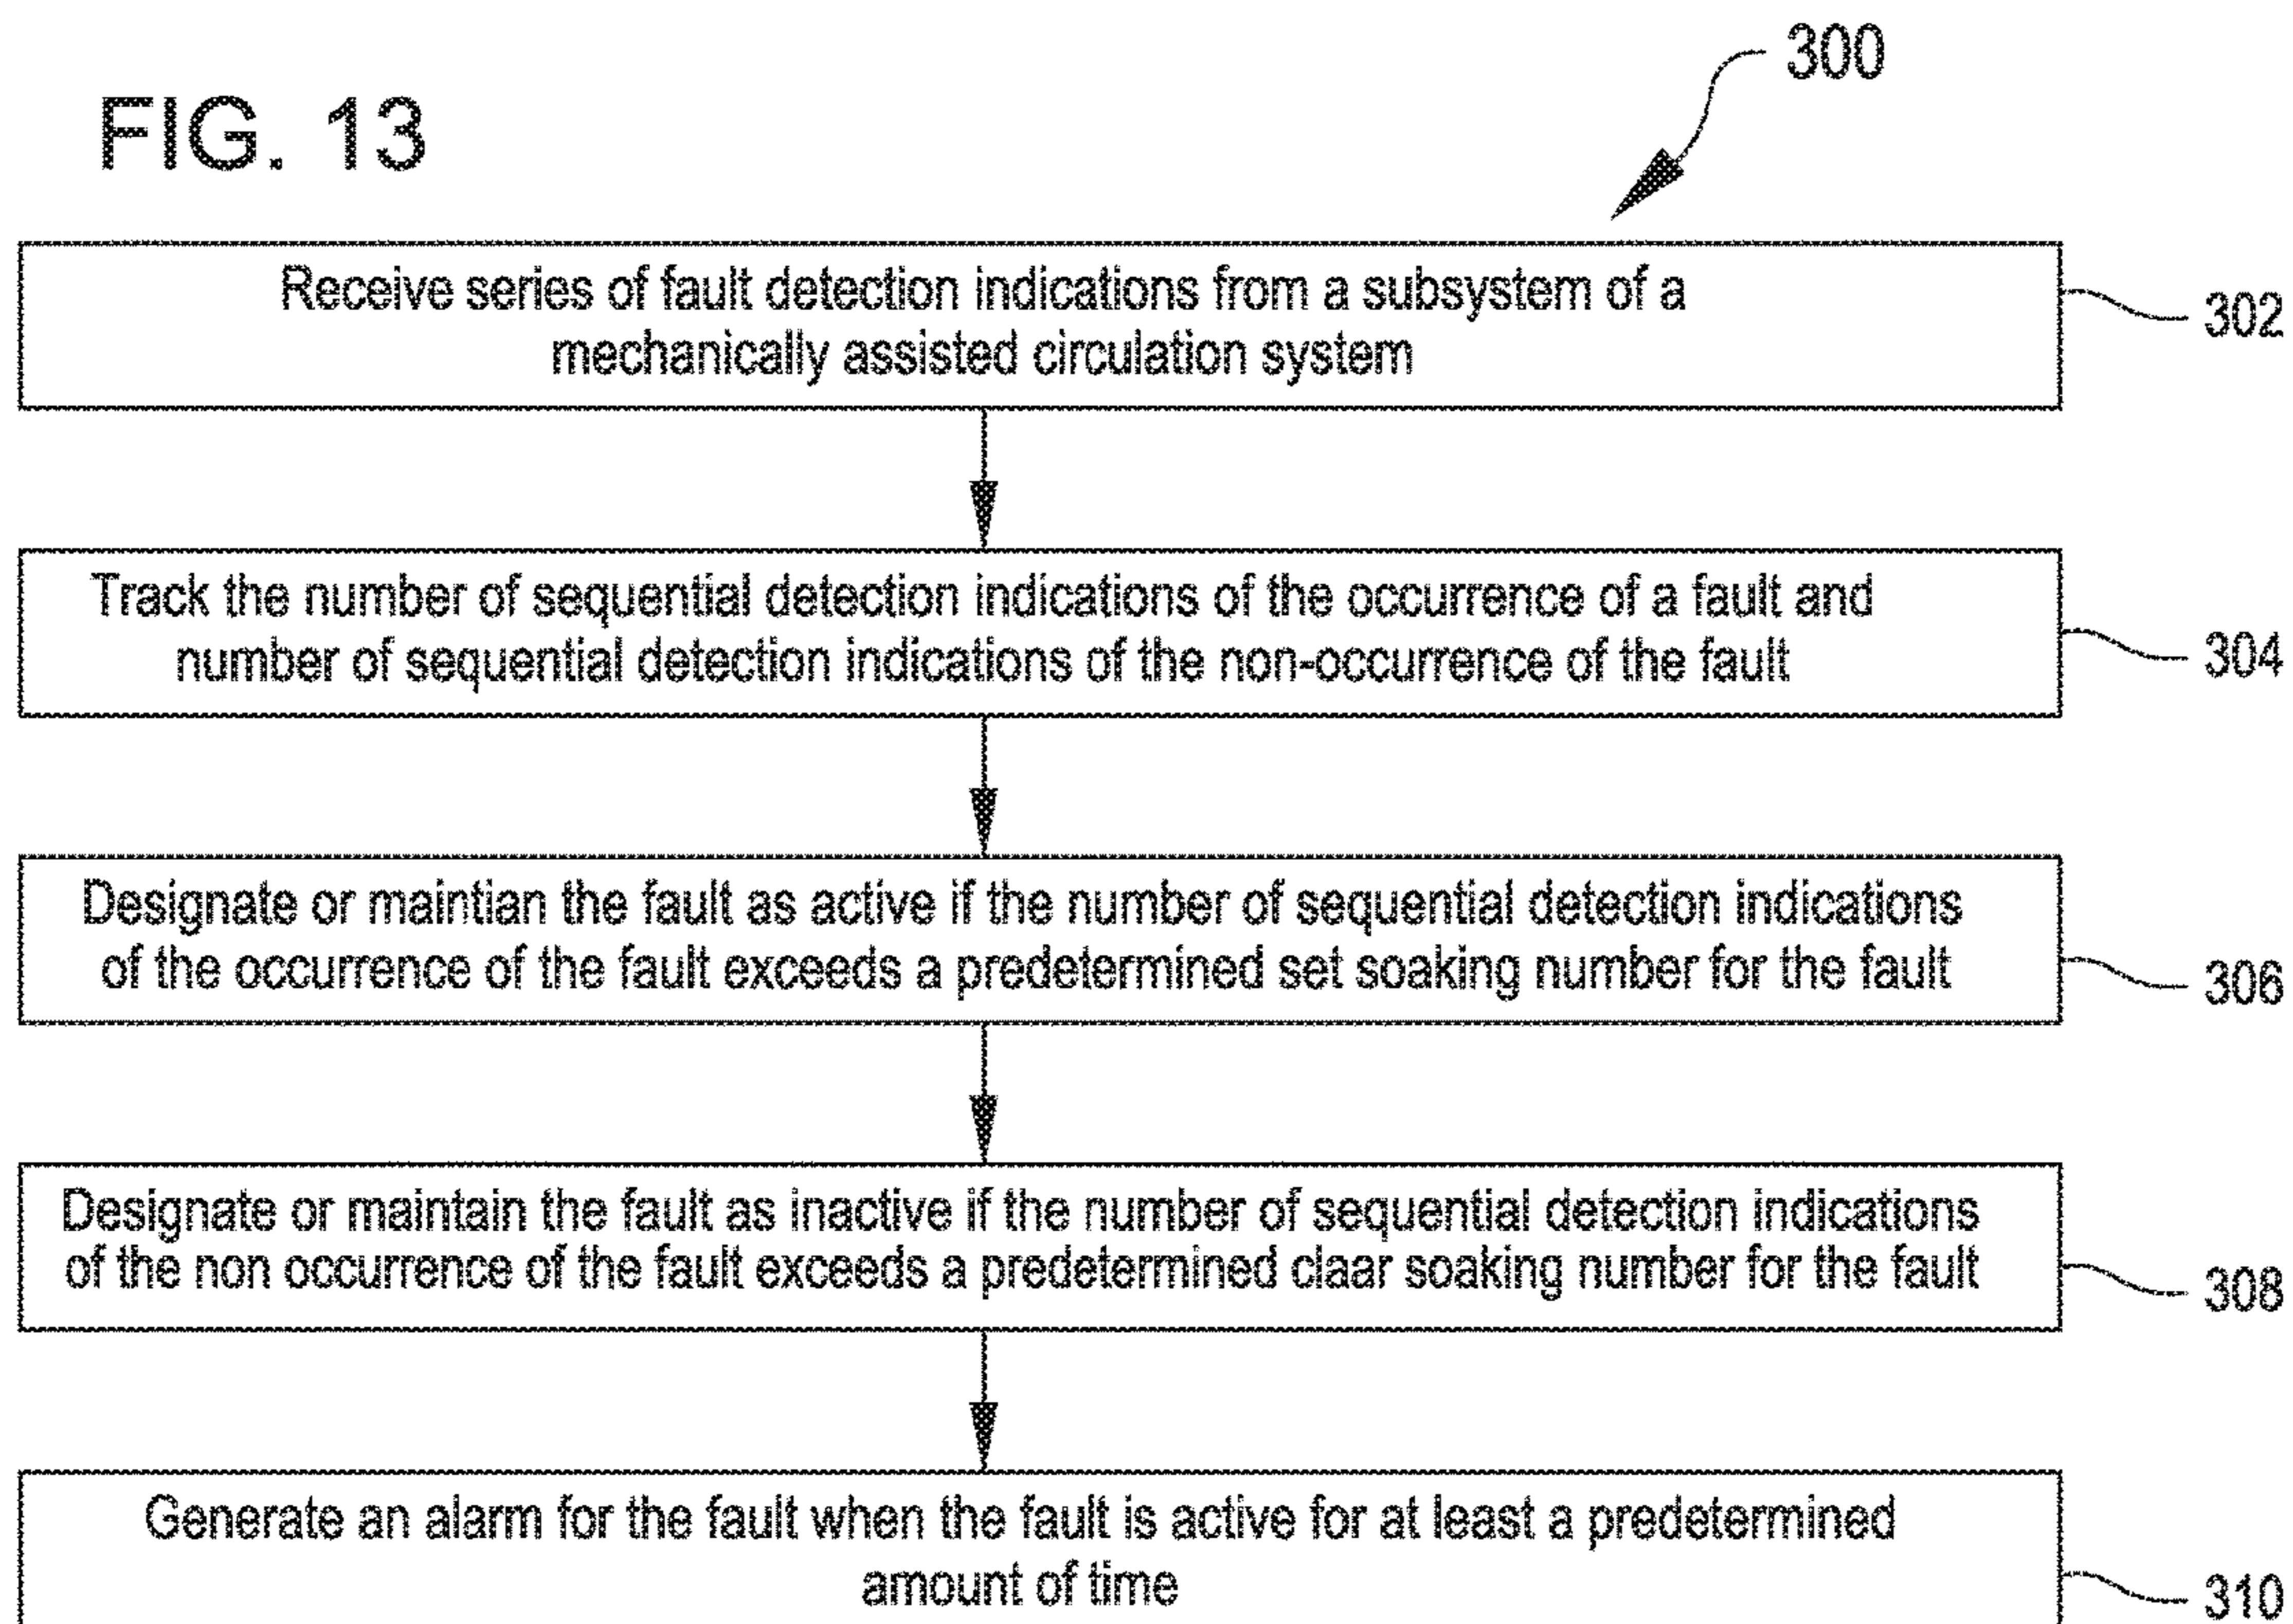 300
FIG. 13
Receive series of fault detection indications from a subsystem of a
mechanically assisted circulation system
302
Track the number of sequential detection indications of the occurrence of a fault and
number of sequential detection indications of the non-occurrence of the fault
304
Designate or maintian the fault as active if the number of sequential detection indications
of the occurrence of the fault exceeds a predetermined set soaking number for the fault
306
Designate or maintain the fault as inactive if the number of sequential detection indications
of the non occurrence of the fault exceeds a predetermined claar soaking number for the fault
308
Generate an alarm for the fault when the fault is active for at least a predetermined
amount of time
310